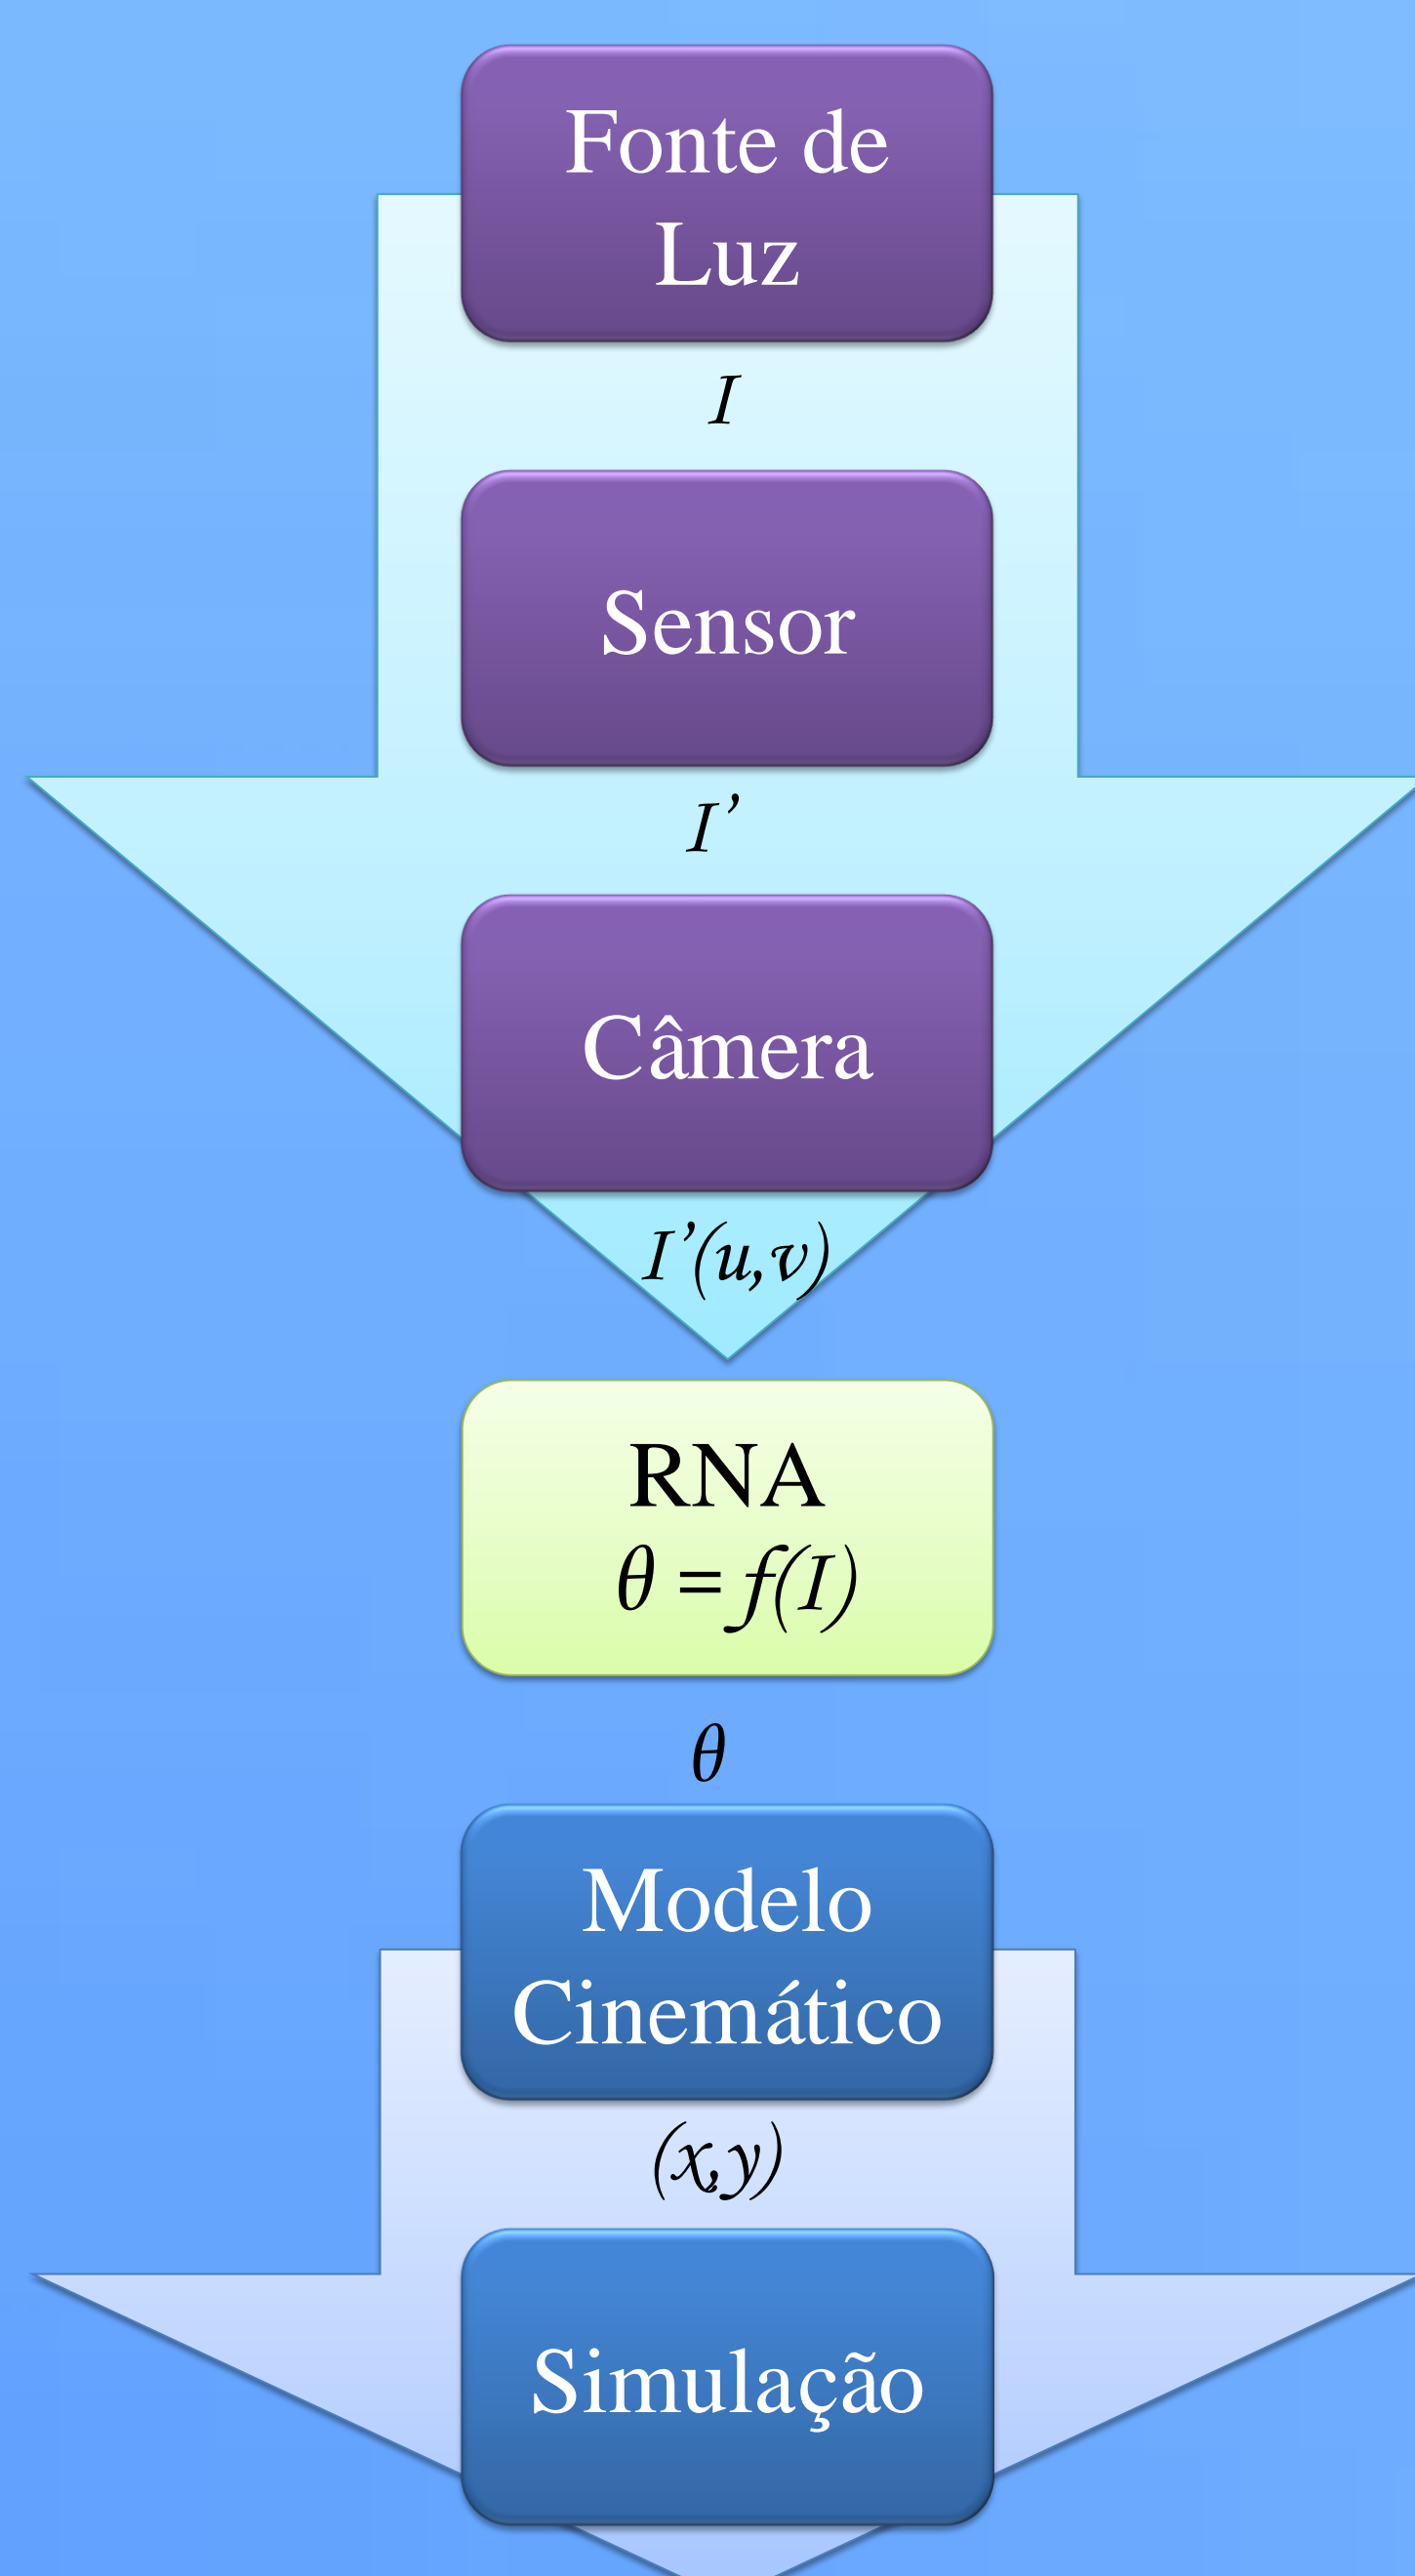 Fonte de
Luz
I
Sensor
I’
Câmera
I’(u,v)
RNA
θ = f(I)
θ
Modelo
Cinemático
(x,y)
Simulação